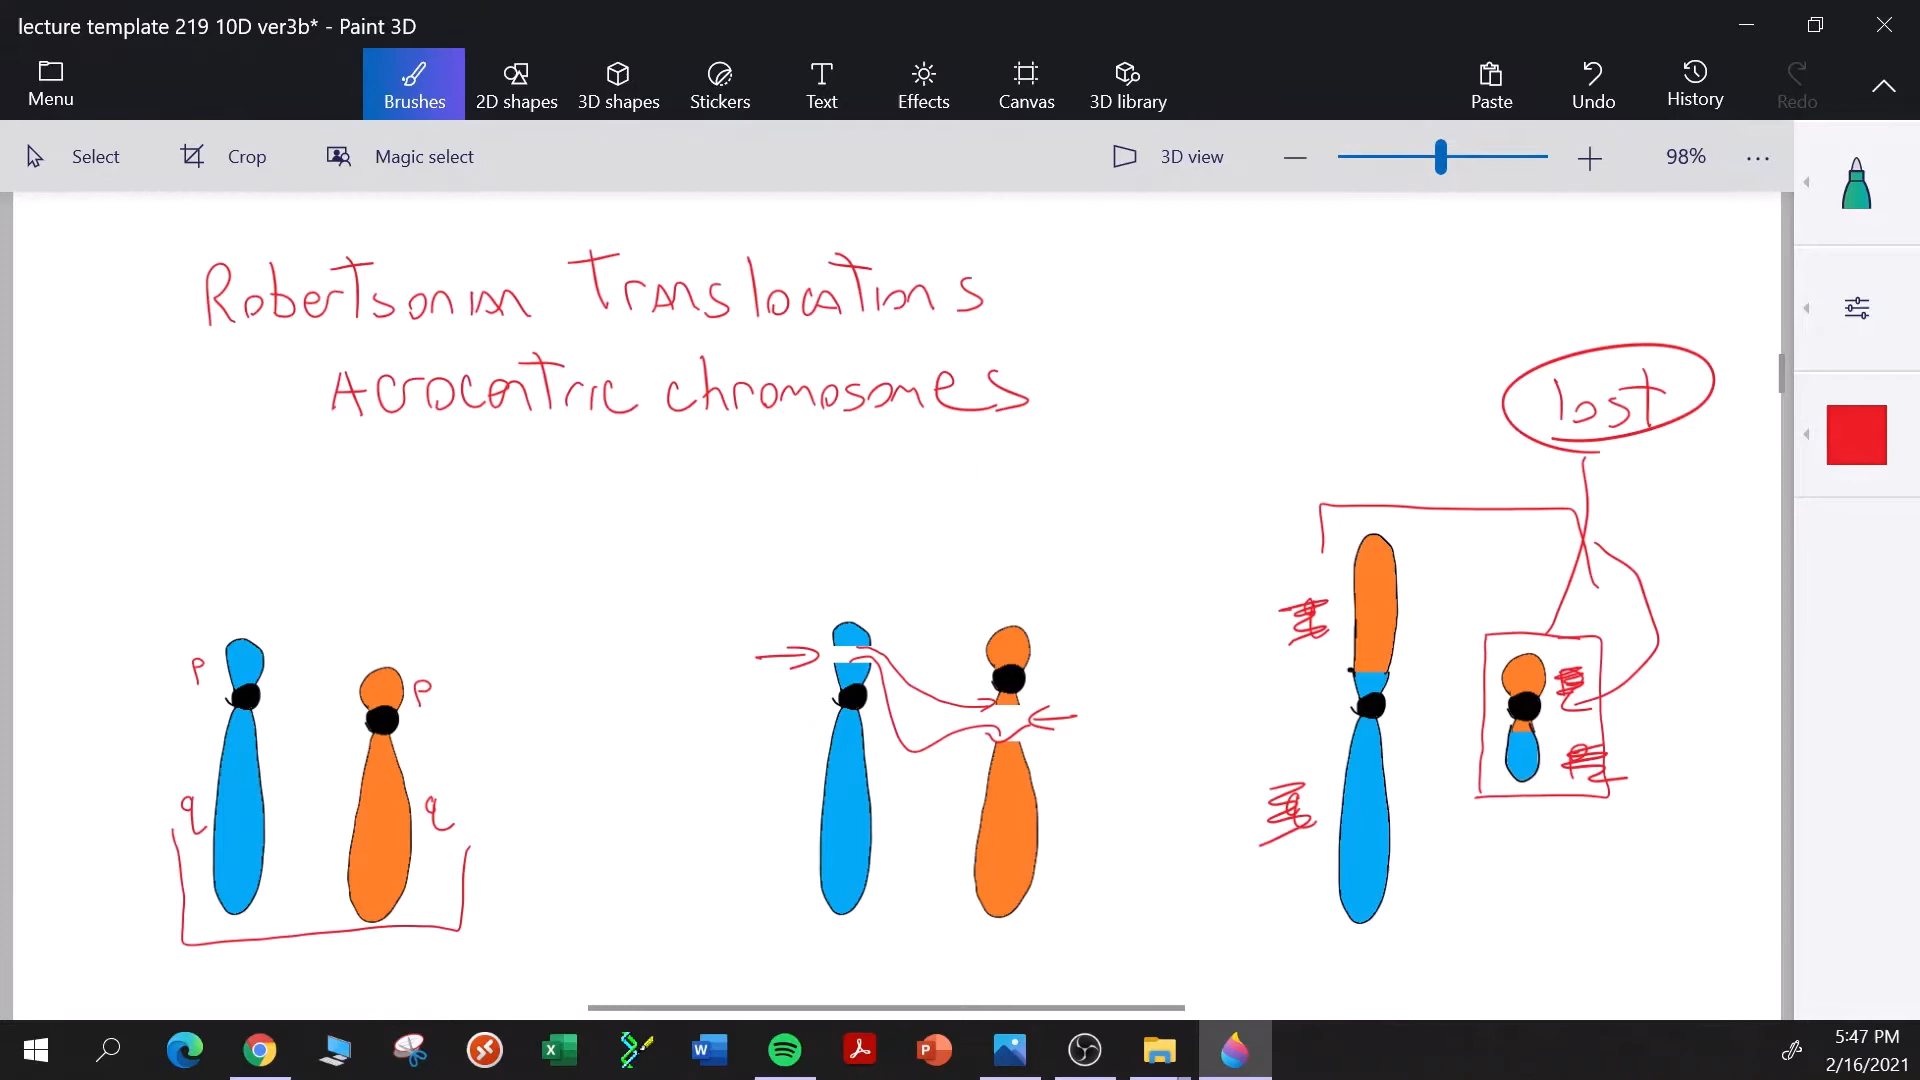 lecture template 219 10D ver3b* - Paint 3D
Menu
Brushes
2D shapes
3D shapes
Stickers
Text
Effects
Canvas
3D library
Paste
Undo
History
Redo
Select
Crop
Magic select
3D view
98%
Robertsonian Translocations
Acrocentric chromosomes
lost
p
p
q
q
5:47 PM
2/16/2021